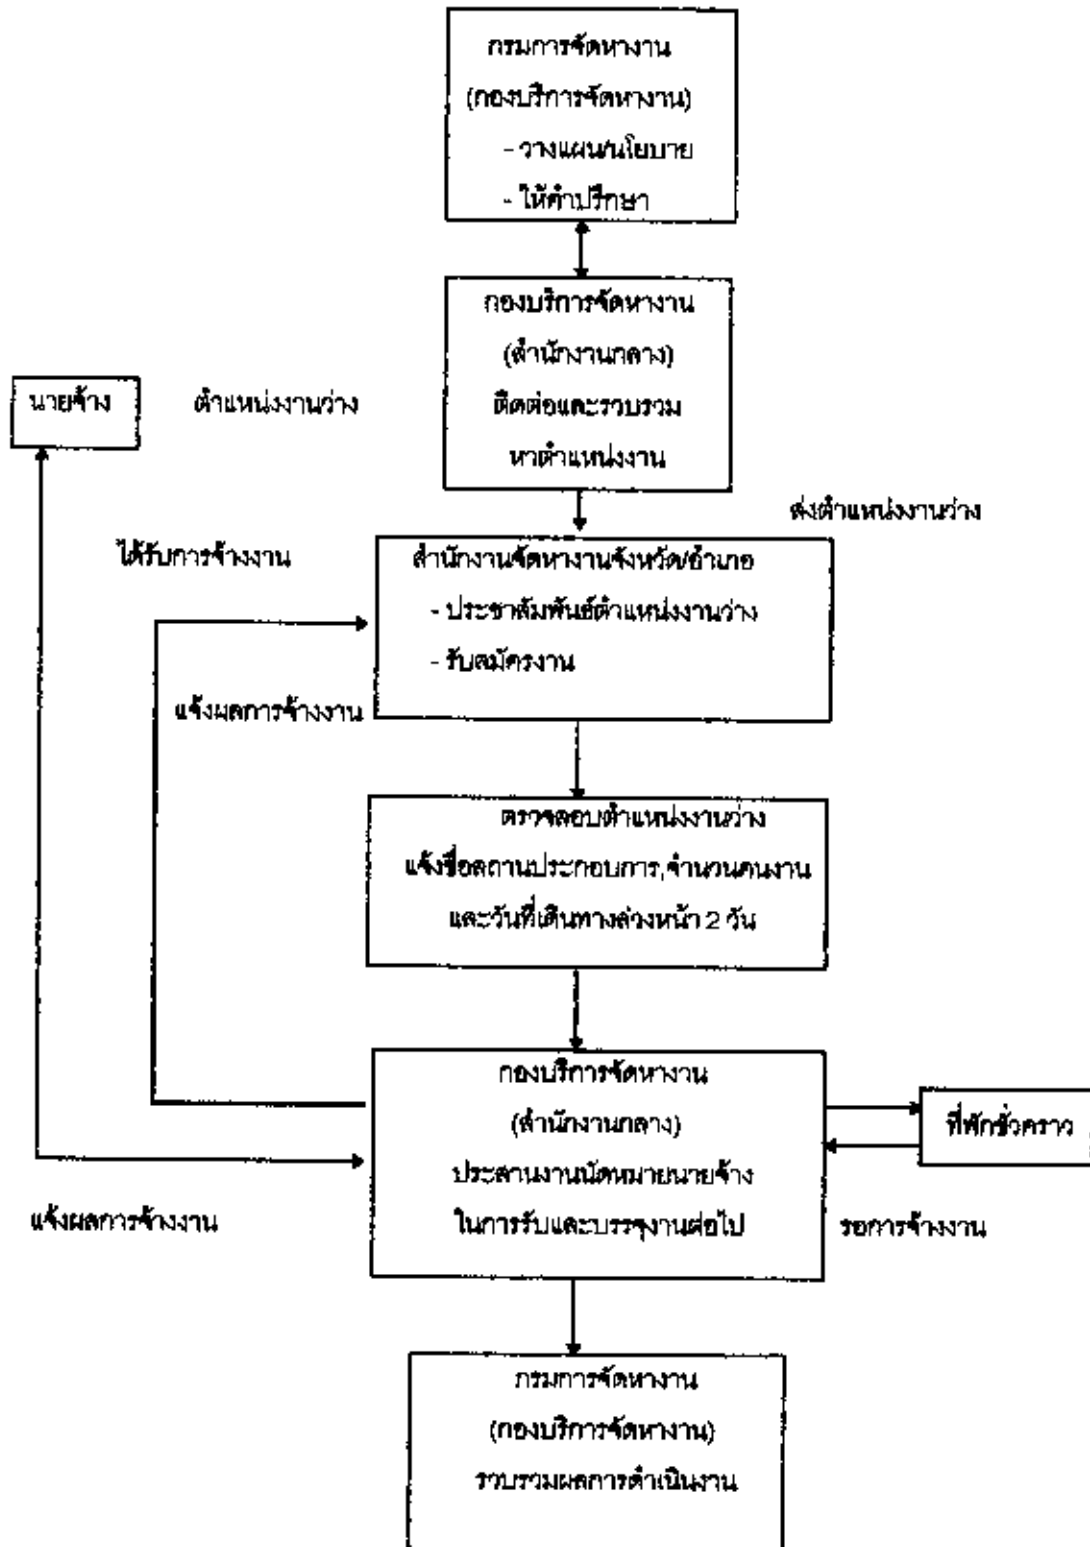 กรมการจัดหางาน
(กองบริการจัดหางาน)
- วางแผน/นโยบาย
- ให้คำปรึกษา
กองบริการจัดหางาน
(สำนักงานกลาง)
ติดต่อและรวบรวม
หาตำแหน่งงาน
นายจ้าง
ตำแหน่งงานว่าง
ส่งตำแหน่งงานว่าง
ได้รับการจ้างงาน
สำนักงานจัดหางานจังหวัด/อำเภอ
- ประชาสัมพันธ์ตำแหน่งงานว่าง
- รับสมัครงาน
แจ้งผลการจ้างงาน
ตรวจสอบตำแหน่งงานว่าง
แจ้งชื่อสถานประกอบการ,จำนวนคนงาน
และวันที่เดินทางล่วงหน้า 2 วัน
กองบริการจัดหางาน
(สำนักงานกลาง)
ประสานงานนัดหมายนายจ้าง
ในการรับและบรรจุงานต่อไป
ที่พักชั่วคราว
แจ้งผลการจ้างงาน
รอการจ้างงาน
กรมการจัดหางาน
(กองบริการจัดหางาน)
รวบรวมผลการดำเนินงาน